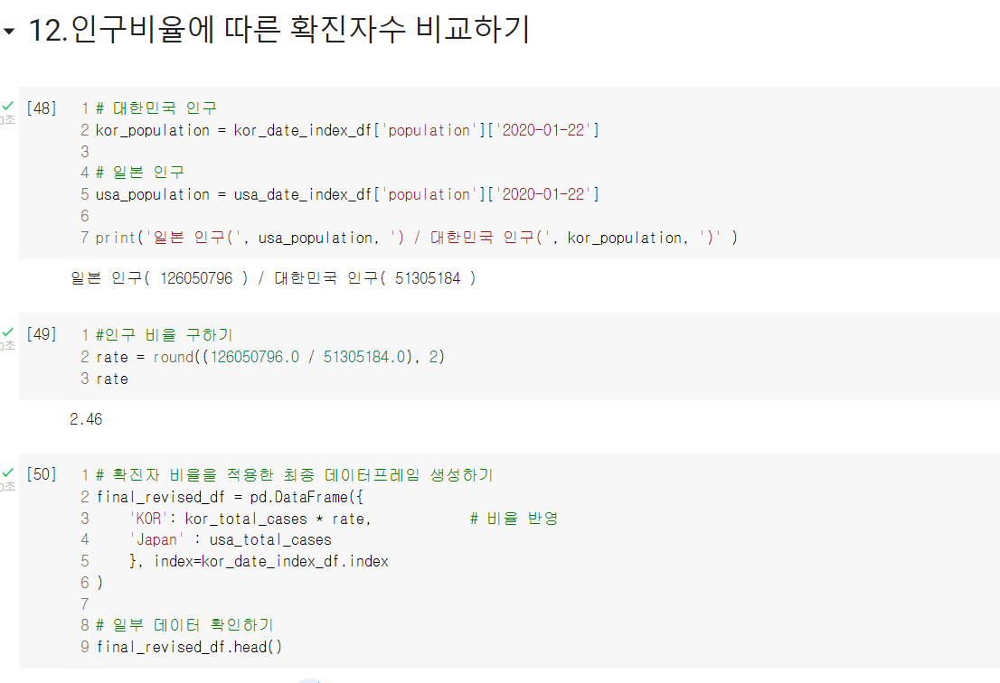 12.인구비율에 따른 확진자수 비교하기
[48]
1 # 대한민국 인구
2 kor_population = kor_date_index_df['population']['2020-01-22']
3
4 # 일본 인구
5 usa_population = usa_date_index_df['population']['2020-01-22']
6
7 print('일본 인구(', usa_population, ') / 대한민국 인구(', kor_population, ')' )
0초
일본 인구( 126050796 ) / 대한민국 인구( 51305184 )
[49]
1 #인구 비율 구하기
2 rate = round((126050796.0 / 51305184.0), 2)
3 rate
0초
2.46
[50]
1 # 확진자 비율을 적용한 최종 데이터프레임 생성하기
2 final_revised_df = pd.DataFrame({
3 'KOR': kor_total_cases * rate, # 비율 반영
4 'Japan' : usa_total_cases
5 }, index=kor_date_index_df.index
6 )
7
8 # 일부 데이터 확인하기
9 final_revised_df.head()
0초